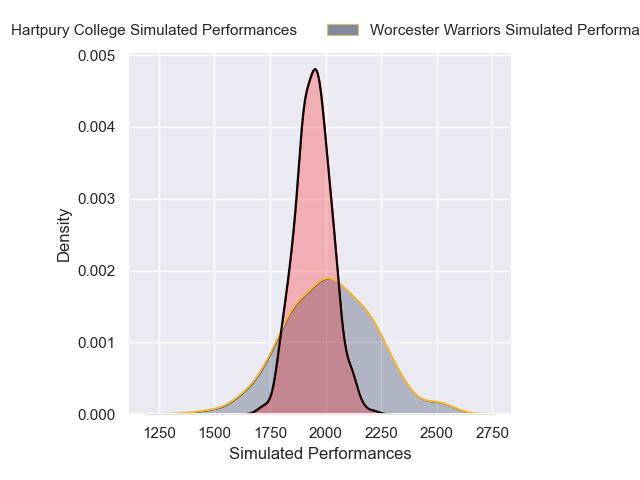 Hartpury College Simulated Performances Worcester Warriors Simulated Performa
0.005
0.004
0.003
0.002
0.001
0.000
Density
1250 1500 1750 2000 2250 2500 2750
Simulated Performances